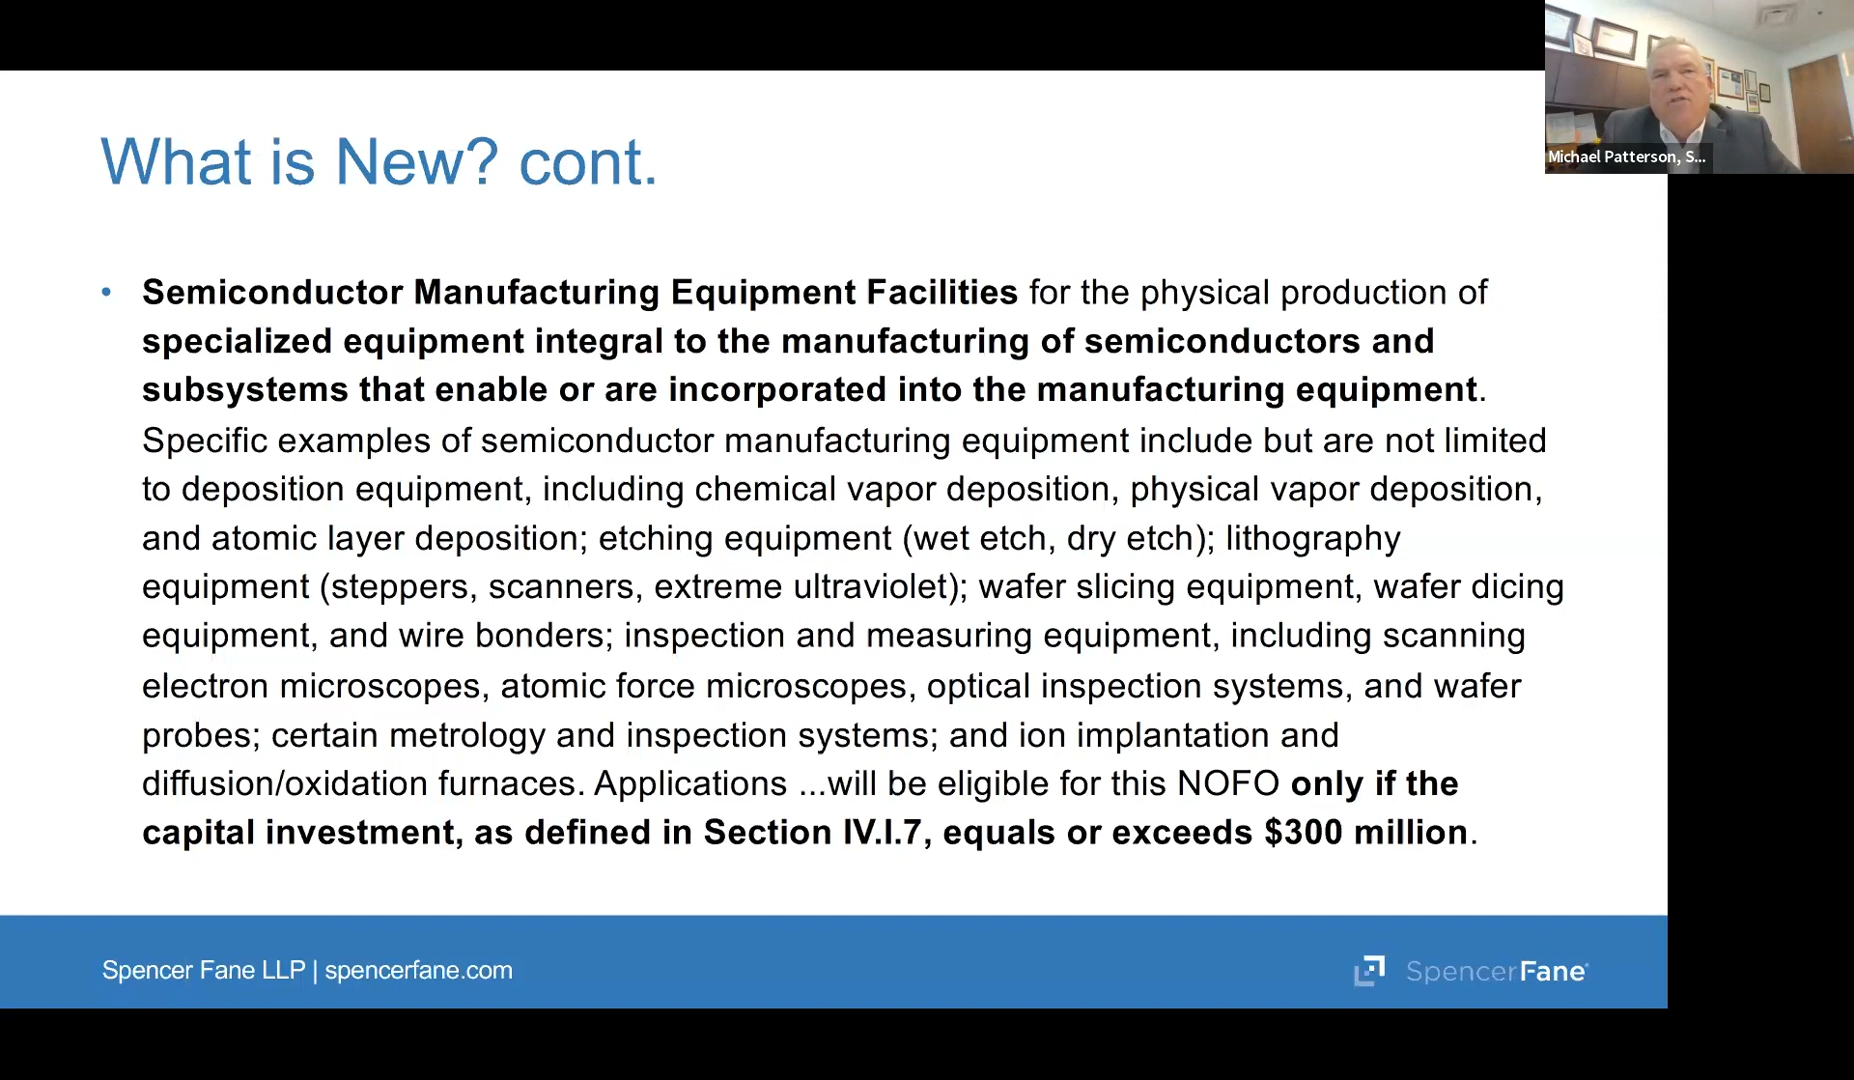 What is New? cont.
• Semiconductor Manufacturing Equipment Facilities for the physical production of
specialized equipment integral to the manufacturing of semiconductors and
subsystems that enable or are incorporated into the manufacturing equipment.
Specific examples of semiconductor manufacturing equipment include but are not limited
to deposition equipment, including chemical vapor deposition, physical vapor deposition,
and atomic layer deposition; etching equipment (wet etch, dry etch); lithography
equipment (steppers, scanners, extreme ultraviolet); wafer slicing equipment, wafer dicing
equipment, and wire bonders; inspection and measuring equipment, including scanning
electron microscopes, atomic force microscopes, optical inspection systems, and wafer
probes; certain metrology and inspection systems; and ion implantation and
diffusion/oxidation furnaces. Applications ...will be eligible for this NOFO only if the
capital investment, as defined in Section IV.I.7, equals or exceeds $300 million.
Michael Patterson, S...
Spencer Fane LLP | spencerfane.com
SpencerFane